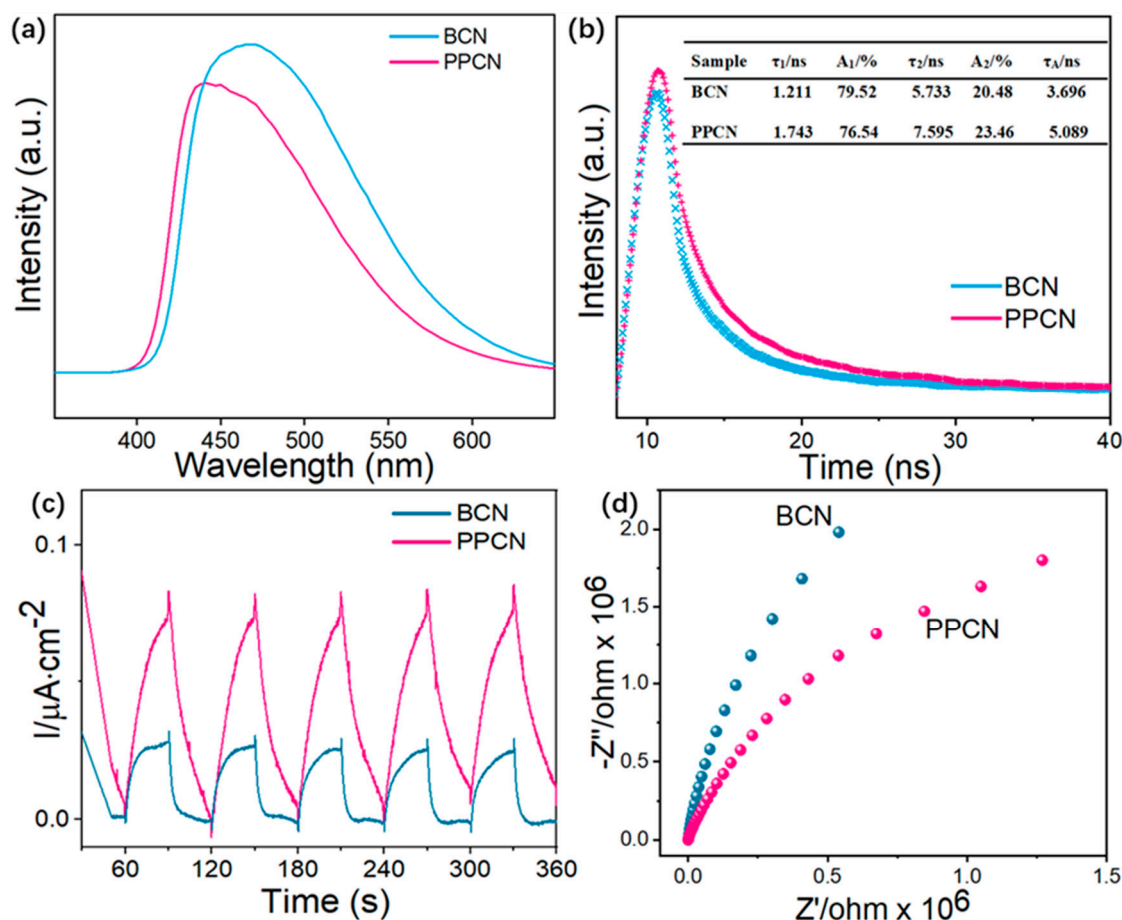 (a)
BCN
PPCN
Intensity (a.u.)
400 450 500 550 600
Wavelength (nm)
(b)
Sample τ₁/ns A₁/% τ₂/ns A₂/% τ_A/ns
BCN 1.211 79.52 5.733 20.48 3.696
PPCN 1.743 76.54 7.595 23.46 5.089
BCN
PPCN
Intensity (a.u.)
10 20 30 40
Time (ns)
(c)
BCN
PPCN
0.1
0.0
I/μA·cm-2
60 120 180 240 300 360
Time (s)
(d)
BCN
PPCN
2.0
1.5
1.0
0.5
0.0
-Z''/ohm x 10⁶
0.0 0.5 1.0 1.5
Z'/ohm x 10⁶